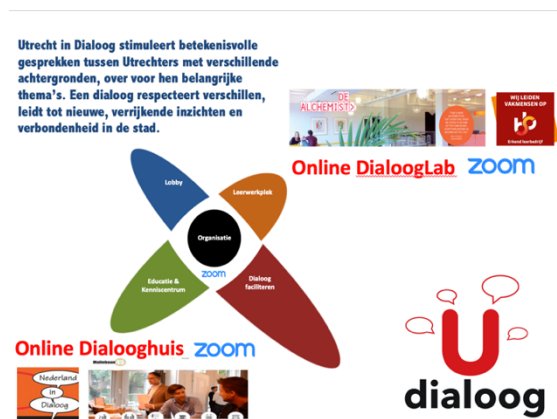 Utrecht in Dialoog stimuleert betekenisvolle
gesprekken tussen Utrechters met verschillende
achtergronden, over voor hen belangrijke
thema's. Een dialoog respecteert verschillen,
leidt tot nieuwe, verrijkende inzichten en
verbondenheid in de stad.
DE
ALCHEMIST
WIJ LEIDEN
VAKMENSEN OP
Erkend leerbedrijf
Online DialoogLab zoom
Lobby
Leerwerkplek
Organisatie
zoom
Educatie &
Kenniscentrum
Dialoog
faciliteren
Online Dialooghuis zoom
Nederland
in
Dialoog
U
dialoog